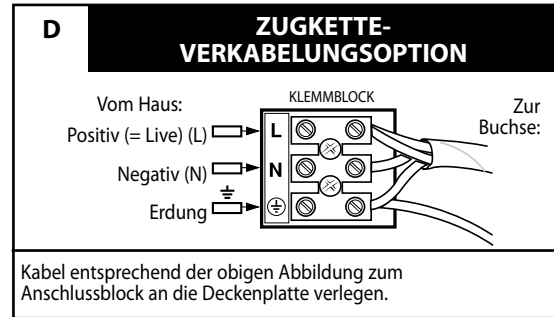 D
ZUGKETTE-
VERKABELUNGSOPTION
KLEMMBLOCK
Vom Haus:
Zur
Buchse:
Positiv (= Live) (L)
L
Negativ (N)
N
Erdung
Kabel entsprechend der obigen Abbildung zum
Anschlussblock an die Deckenplatte verlegen.